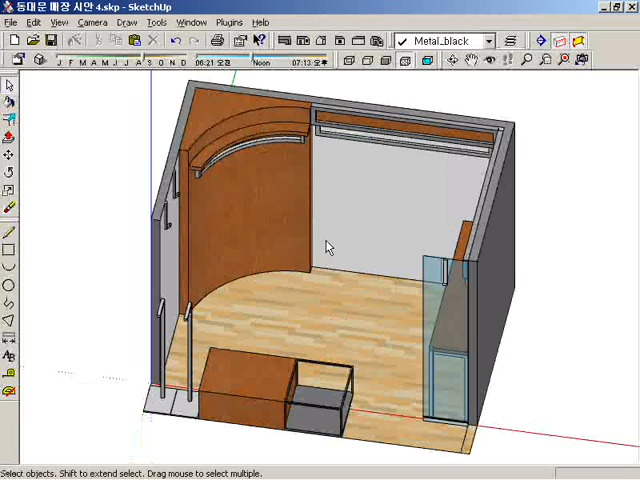 동대문 매장 시안 4.skp - SketchUp
File Edit View Camera Draw Tools Window Plugins Help
Metal_black
J F M A M J J A S O N D 06:21 오전 Noon 07:13 오후
Select objects. Shift to extend select. Drag mouse to select multiple.